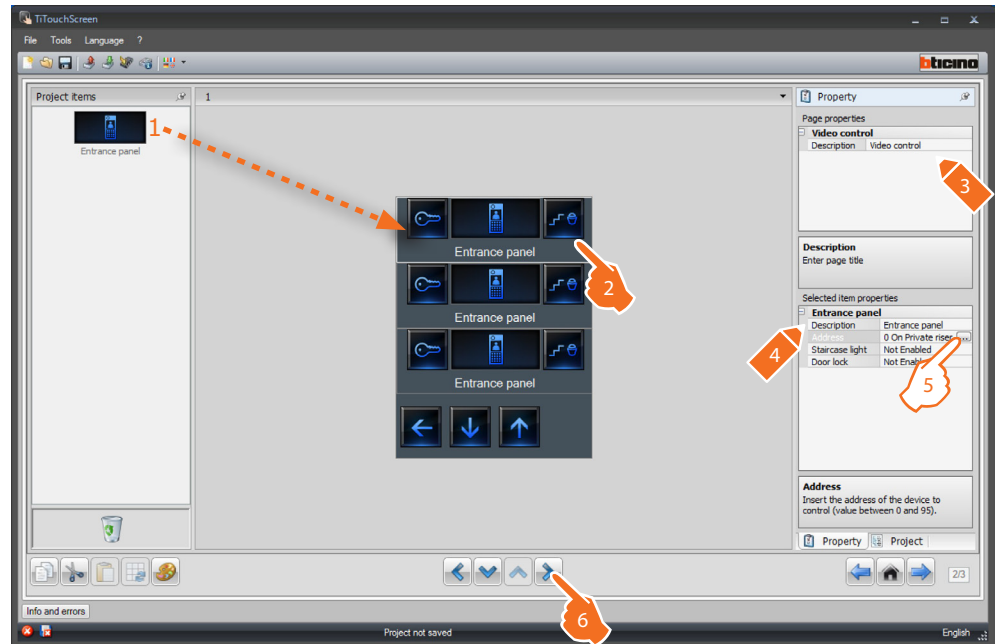 TiTouchScreen
File Tools Language ?
bticino
Project items
1
Property
Entrance panel
1
Page properties
Video control
Description Video control
3
Description
Enter page title
Entrance panel
2
Entrance panel
Entrance panel
Selected item properties
Entrance panel
Description Entrance panel
Address 0 On Private riser ...
Staircase light Not Enabled
Door lock Not Enabled
4
5
Address
Insert the address of the device to
control (value between 0 and 95).
Property Project
2/3
6
Info and errors
Project not saved
English